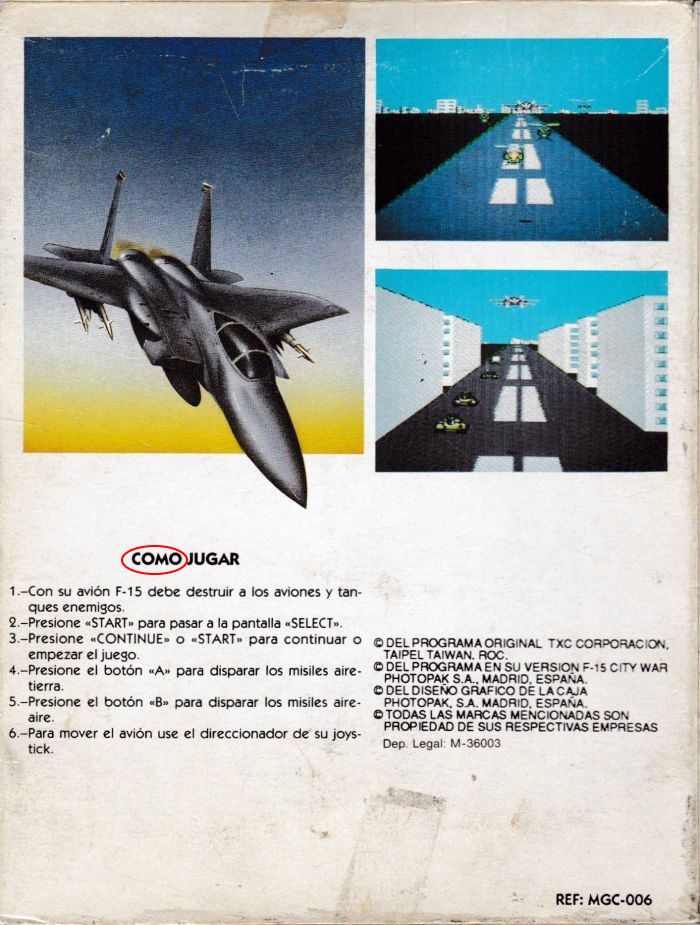 COMO JUGAR
1.–Con su avión F-15 debe destruir a los aviones y tan-
ques enemigos.
2.–Presione «START» para pasar a la pantalla «SELECT».
3.–Presione «CONTINUE» o «START» para continuar o
empezar el juego.
4.–Presione el botón «A» para disparar los misiles aire-
tierra.
5.–Presione el botón «B» para disparar los misiles aire-
aire.
6.–Para mover el avión use el direccionador de su joys-
tick.
© DEL PROGRAMA ORIGINAL TXC CORPORACION,
TAIPEL TAIWAN. ROC.
© DEL PROGRAMA EN SU VERSION F-15 CITY WAR
PHOTOPAK S.A., MADRID, ESPAÑA.
© DEL DISEÑO GRAFICO DE LA CAJA
PHOTOPAK, S.A. MADRID, ESPAÑA.
© TODAS LAS MARCAS MENCIONADAS SON
PROPIEDAD DE SUS RESPECTIVAS EMPRESAS
Dep. Legal: M-36003
REF: MGC-006